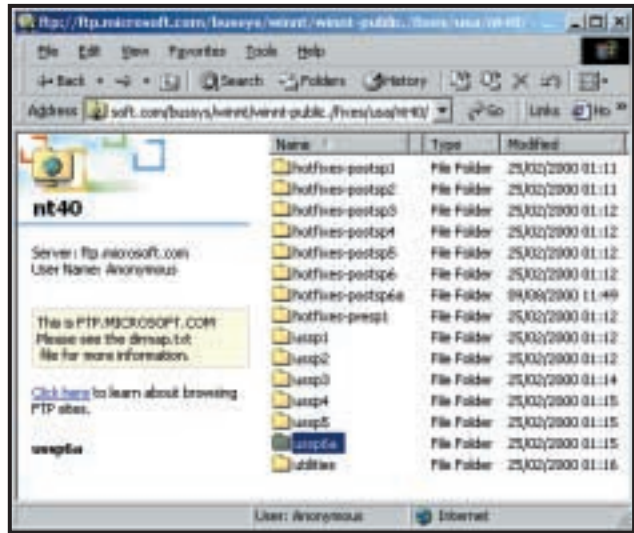 ftp://ftp.microsoft.com/bussys/winnt/winnt-public/fixes/usa/nt40/
File Edit View Favorites Tools Help
Back Search Folders History
Address soft.com/bussys/winnt/winnt-public/fixes/usa/nt40/ Go Links
Name Type Modified
hotfixes-postsp1 File Folder 25/02/2000 01:11
hotfixes-postsp2 File Folder 25/02/2000 01:11
hotfixes-postsp3 File Folder 25/02/2000 01:12
hotfixes-postsp4 File Folder 25/02/2000 01:12
hotfixes-postsp5 File Folder 25/02/2000 01:12
hotfixes-postsp6 File Folder 25/02/2000 01:12
hotfixes-postsp6a File Folder 11:49
hotfixes-presp1 File Folder 25/02/2000 01:12
ussp1 File Folder 25/02/2000 01:12
ussp2 File Folder 25/02/2000 01:12
ussp3 File Folder 25/02/2000 01:14
ussp4 File Folder 25/02/2000 01:15
ussp5 File Folder 25/02/2000 01:15
ussp6a File Folder 25/02/2000 01:15
utilities File Folder 25/02/2000 01:16
nt40
Server: ftp.microsoft.com
User Name: Anonymous
This is FTP.MICROSOFT.COM
Please see the dirmap.txt
file for more information.
Click here to learn about browsing
FTP sites.
ussp6a
User: Anonymous Internet